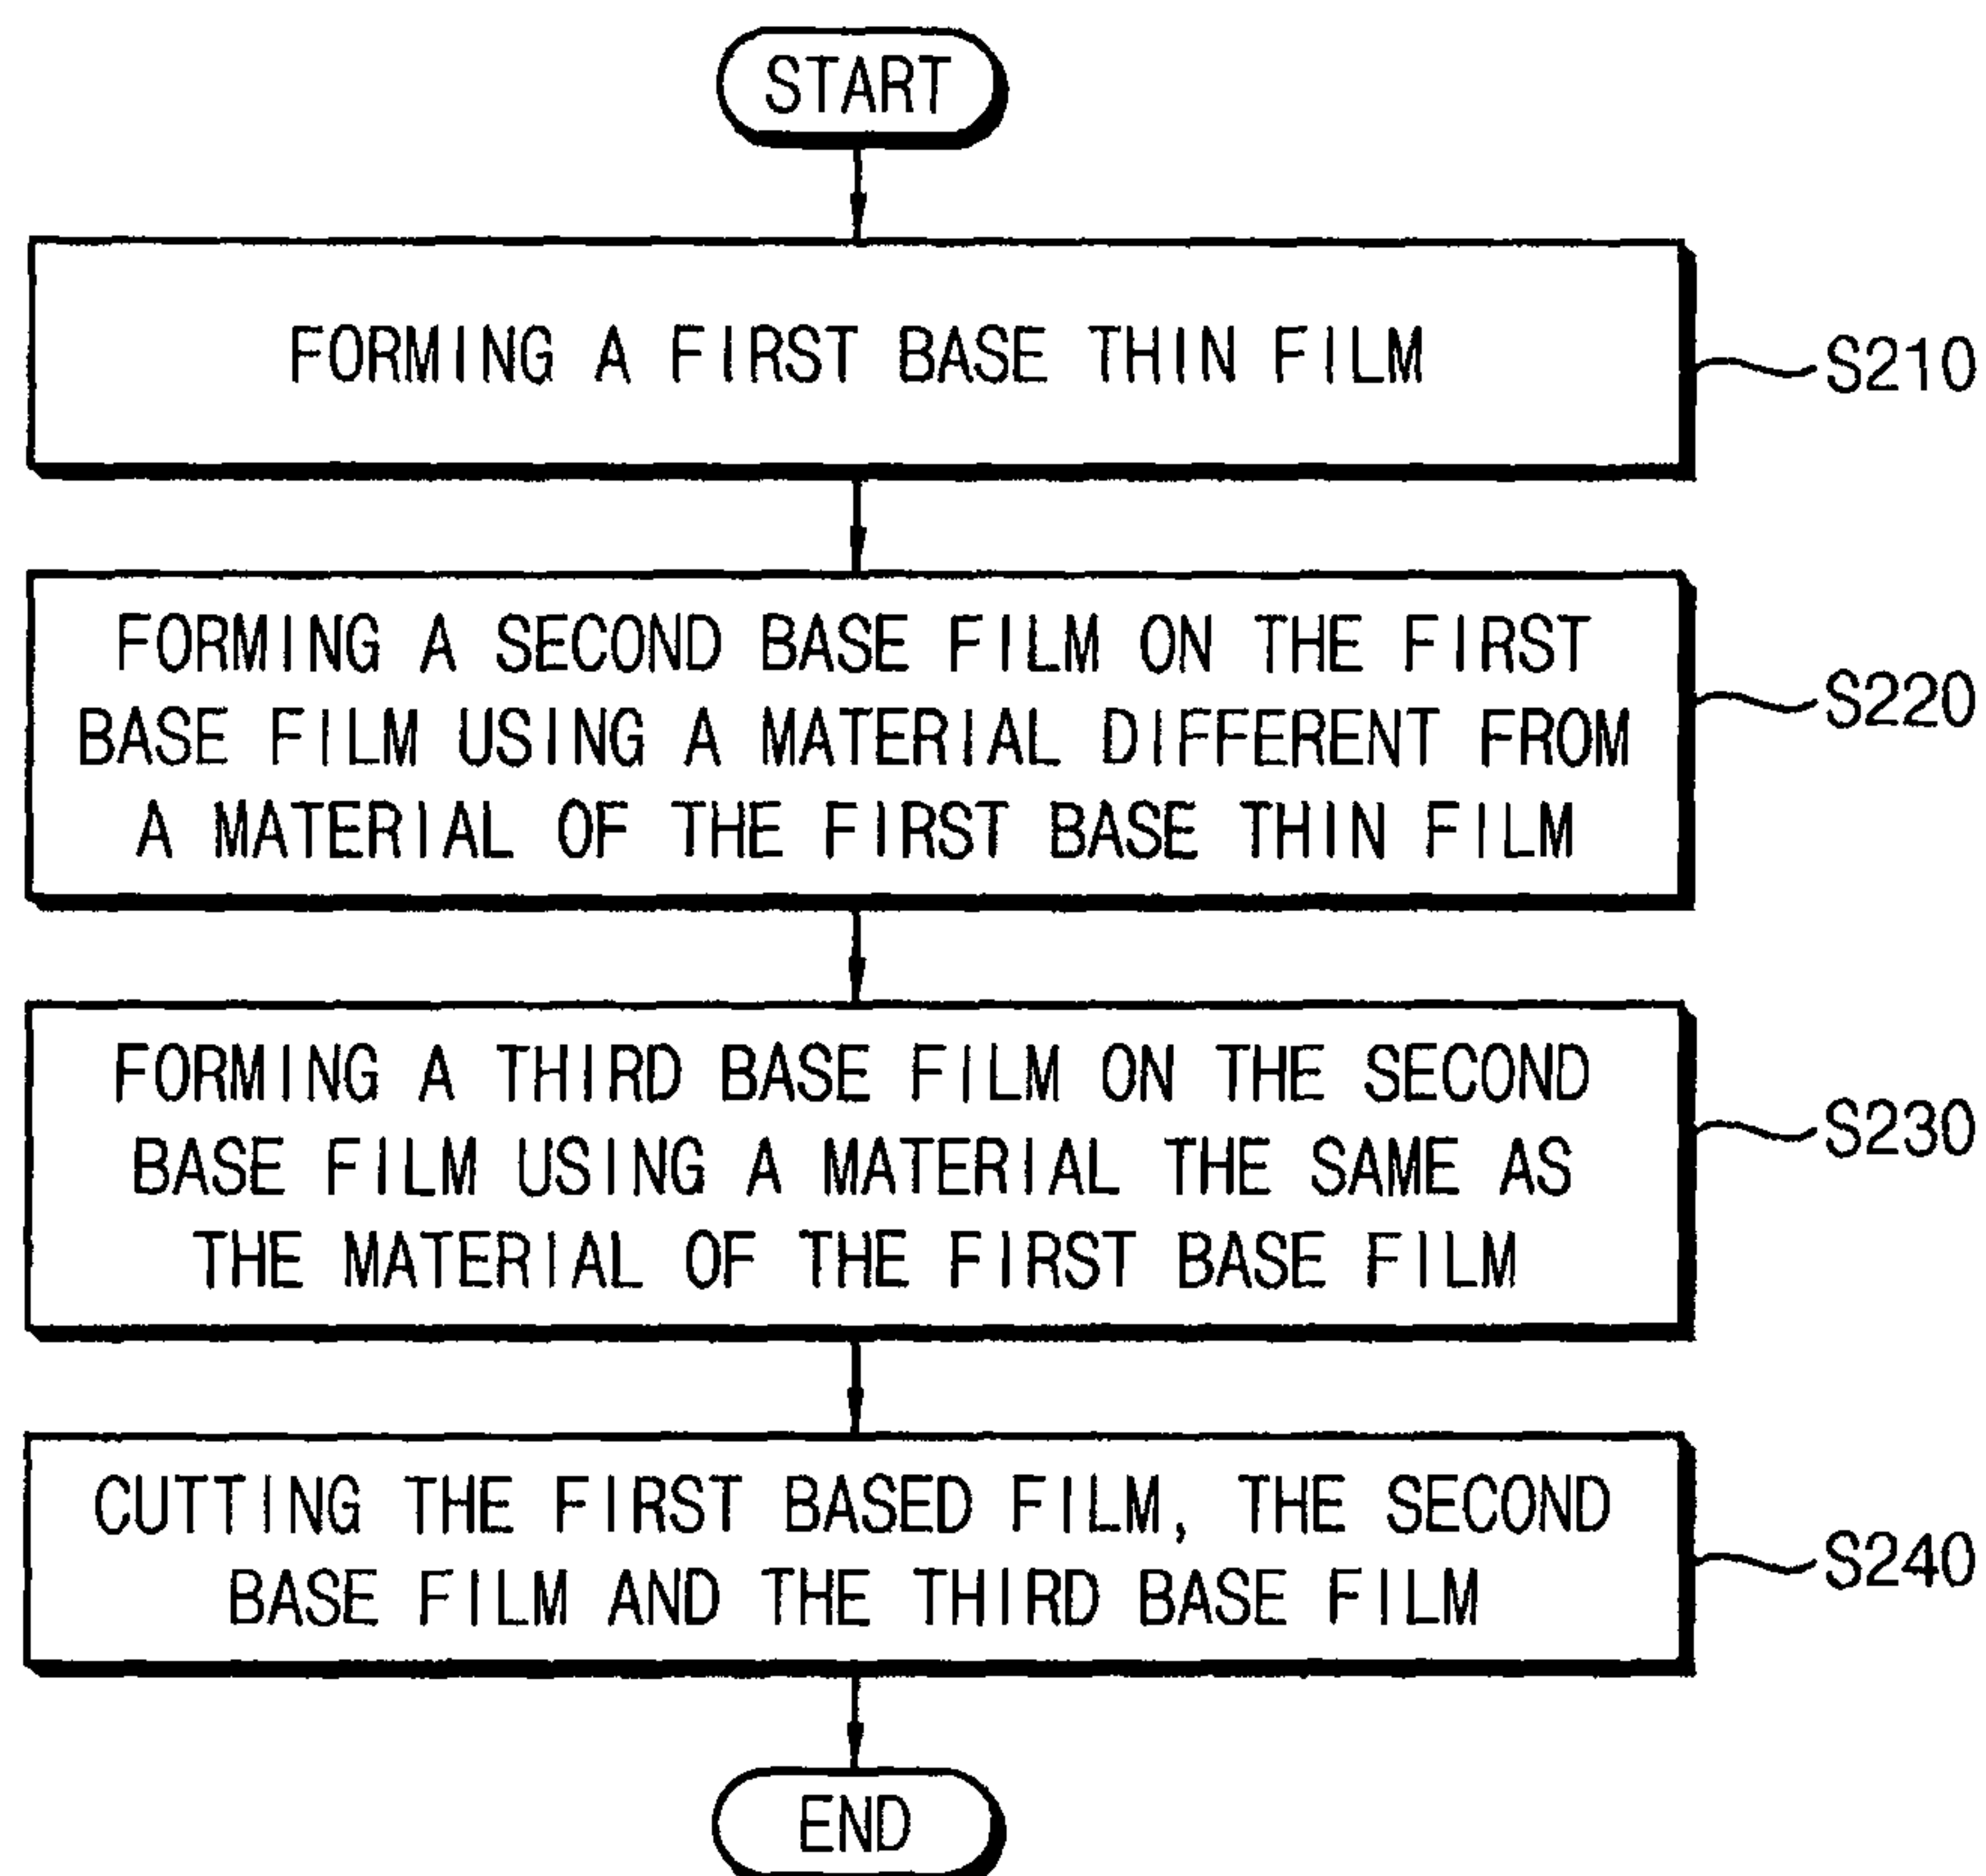 START
FORMING A FIRST BASE THIN FILM
S210
FORMING A SECOND BASE FILM ON THE FIRST
BASE FILM USING A MATERIAL DIFFERENT FROM
A MATERIAL OF THE FIRST BASE THIN FILM
S220
FORMING A THIRD BASE FILM ON THE SECOND
BASE FILM USING A MATERIAL THE SAME AS
THE MATERIAL OF THE FIRST BASE FILM
S230
CUTTING THE FIRST BASED FILM, THE SECOND
BASE FILM AND THE THIRD BASE FILM
S240
END